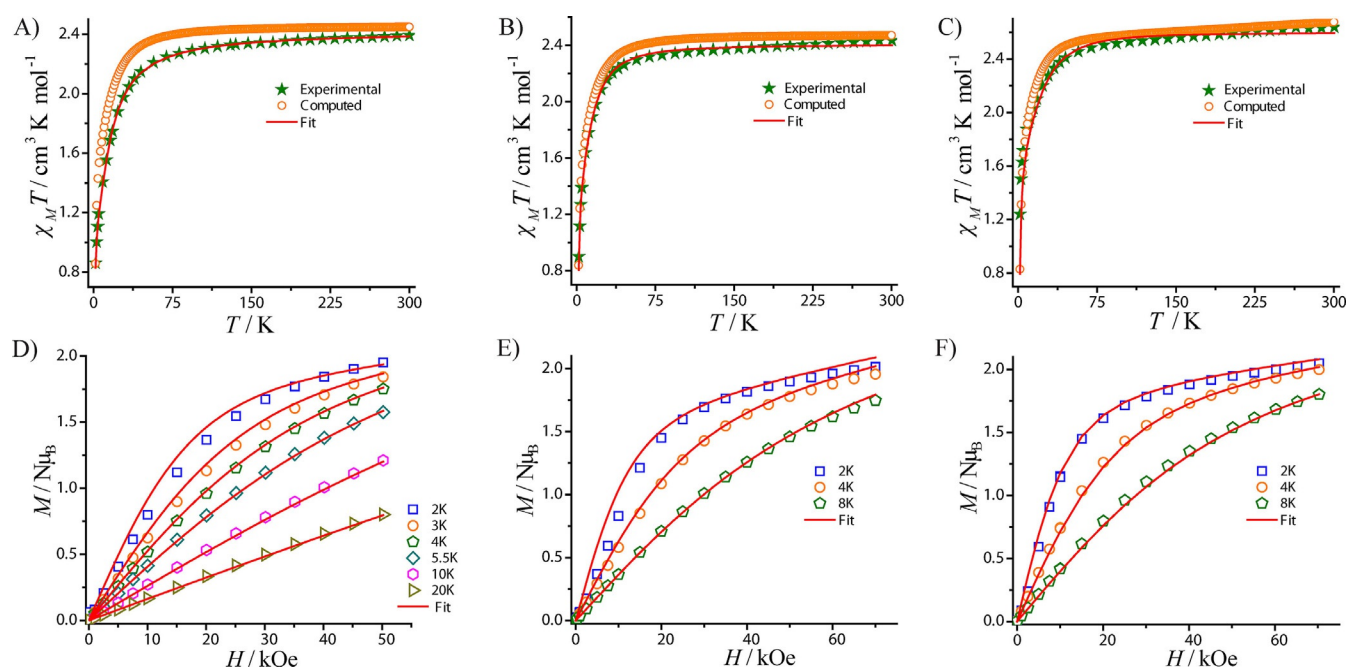 A)
χMT / cm³ K mol⁻¹
2.4
2.0
1.6
1.2
0.8
Experimental
Computed
Fit
0 75 150 225 300
T / K
B)
χMT / cm³ K mol⁻¹
2.4
2.0
1.6
1.2
0.8
Experimental
Computed
Fit
0 75 150 225 300
T / K
C)
χMT / cm³ K mol⁻¹
2.4
2.0
1.6
1.2
0.8
Experimental
Computed
Fit
0 75 150 225 300
T / K
D)
M / NμB
2.0
1.5
1.0
0.5
0.0
2K
3K
4K
5.5K
10K
20K
Fit
0 10 20 30 40 50
H / kOe
E)
M / NμB
2.0
1.5
1.0
0.5
0.0
2K
4K
8K
Fit
0 20 40 60
H / kOe
F)
M / NμB
2.0
1.5
1.0
0.5
0.0
2K
4K
8K
Fit
0 20 40 60
H / kOe